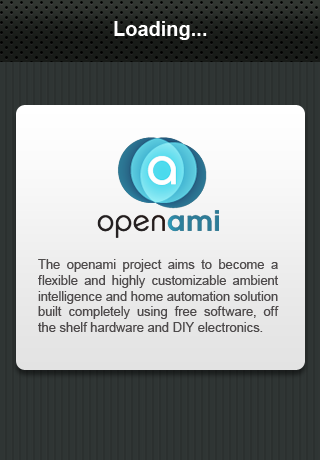 Loading...
a
openami
The openami project aims to become a
flexible and highly customizable ambient
intelligence and home automation solution
built completely using free software, off
the shelf hardware and DIY electronics.